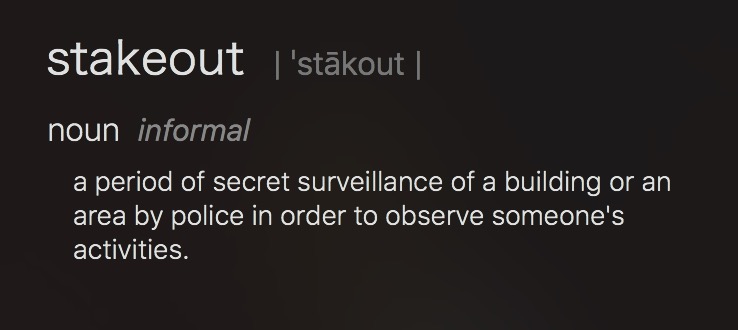 stakeout | ˈstākout |
noun informal
a period of secret surveillance of a building or an
area by police in order to observe someone's
activities.